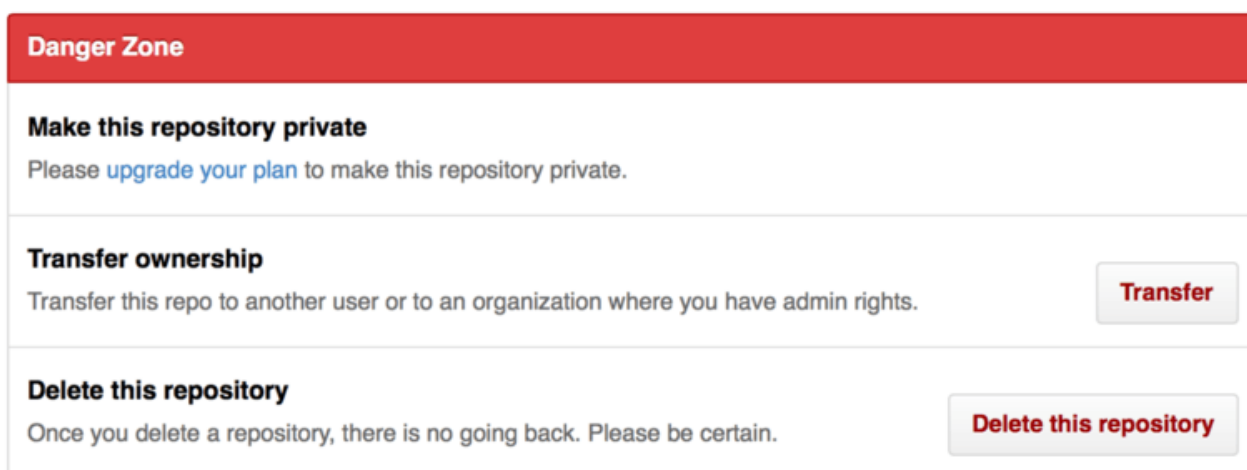 Danger Zone
Make this repository private
Please upgrade your plan to make this repository private.
Transfer ownership
Transfer this repo to another user or to an organization where you have admin rights.
Transfer
Delete this repository
Once you delete a repository, there is no going back. Please be certain.
Delete this repository